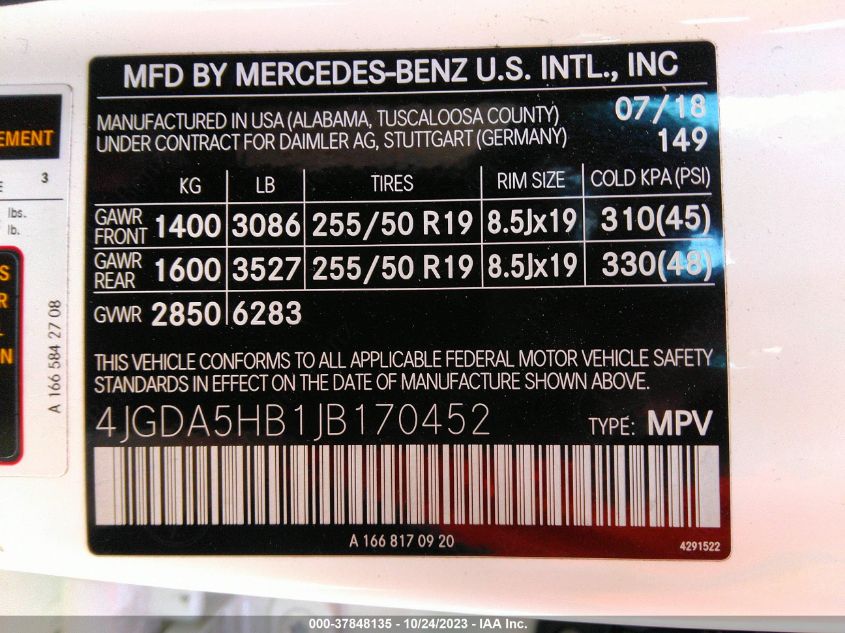 MFD BY MERCEDES-BENZ U.S. INTL., INC
MANUFACTURED IN USA (ALABAMA, TUSCALOOSA COUNTY) 07/18
UNDER CONTRACT FOR DAIMLER AG, STUTTGART (GERMANY) 149
KG LB TIRES RIM SIZE COLD KPA (PSI)
GAWR FRONT 1400 3086 255/50 R19 8.5Jx19 310(45)
GAWR REAR 1600 3527 255/50 R19 8.5Jx19 330(48)
GVWR 2850 6283
THIS VEHICLE CONFORMS TO ALL APPLICABLE FEDERAL MOTOR VEHICLE SAFETY
STANDARDS IN EFFECT ON THE DATE OF MANUFACTURE SHOWN ABOVE.
4JGDA5HB1JB170452 TYPE: MPV
A 166 817 09 20
4291522
3
lbs.
lb.
A 166 584 27 08
000-37848135 - 10/24/2023 - IAA Inc.